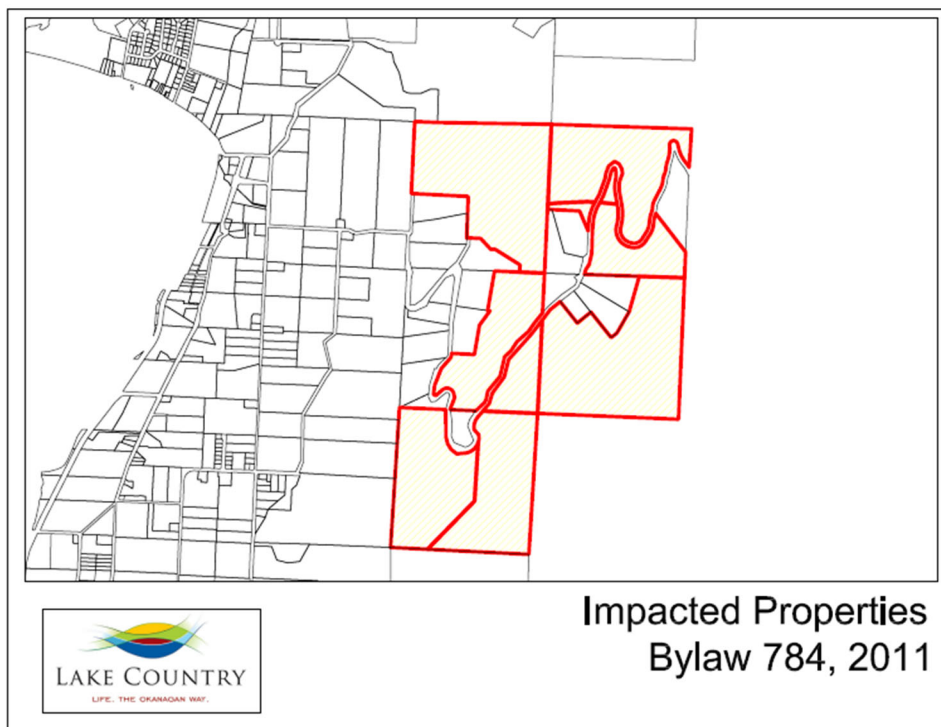 Impacted Properties
Bylaw 784, 2011
LAKE COUNTRY
LIFE. THE OKANAGAN WAY.